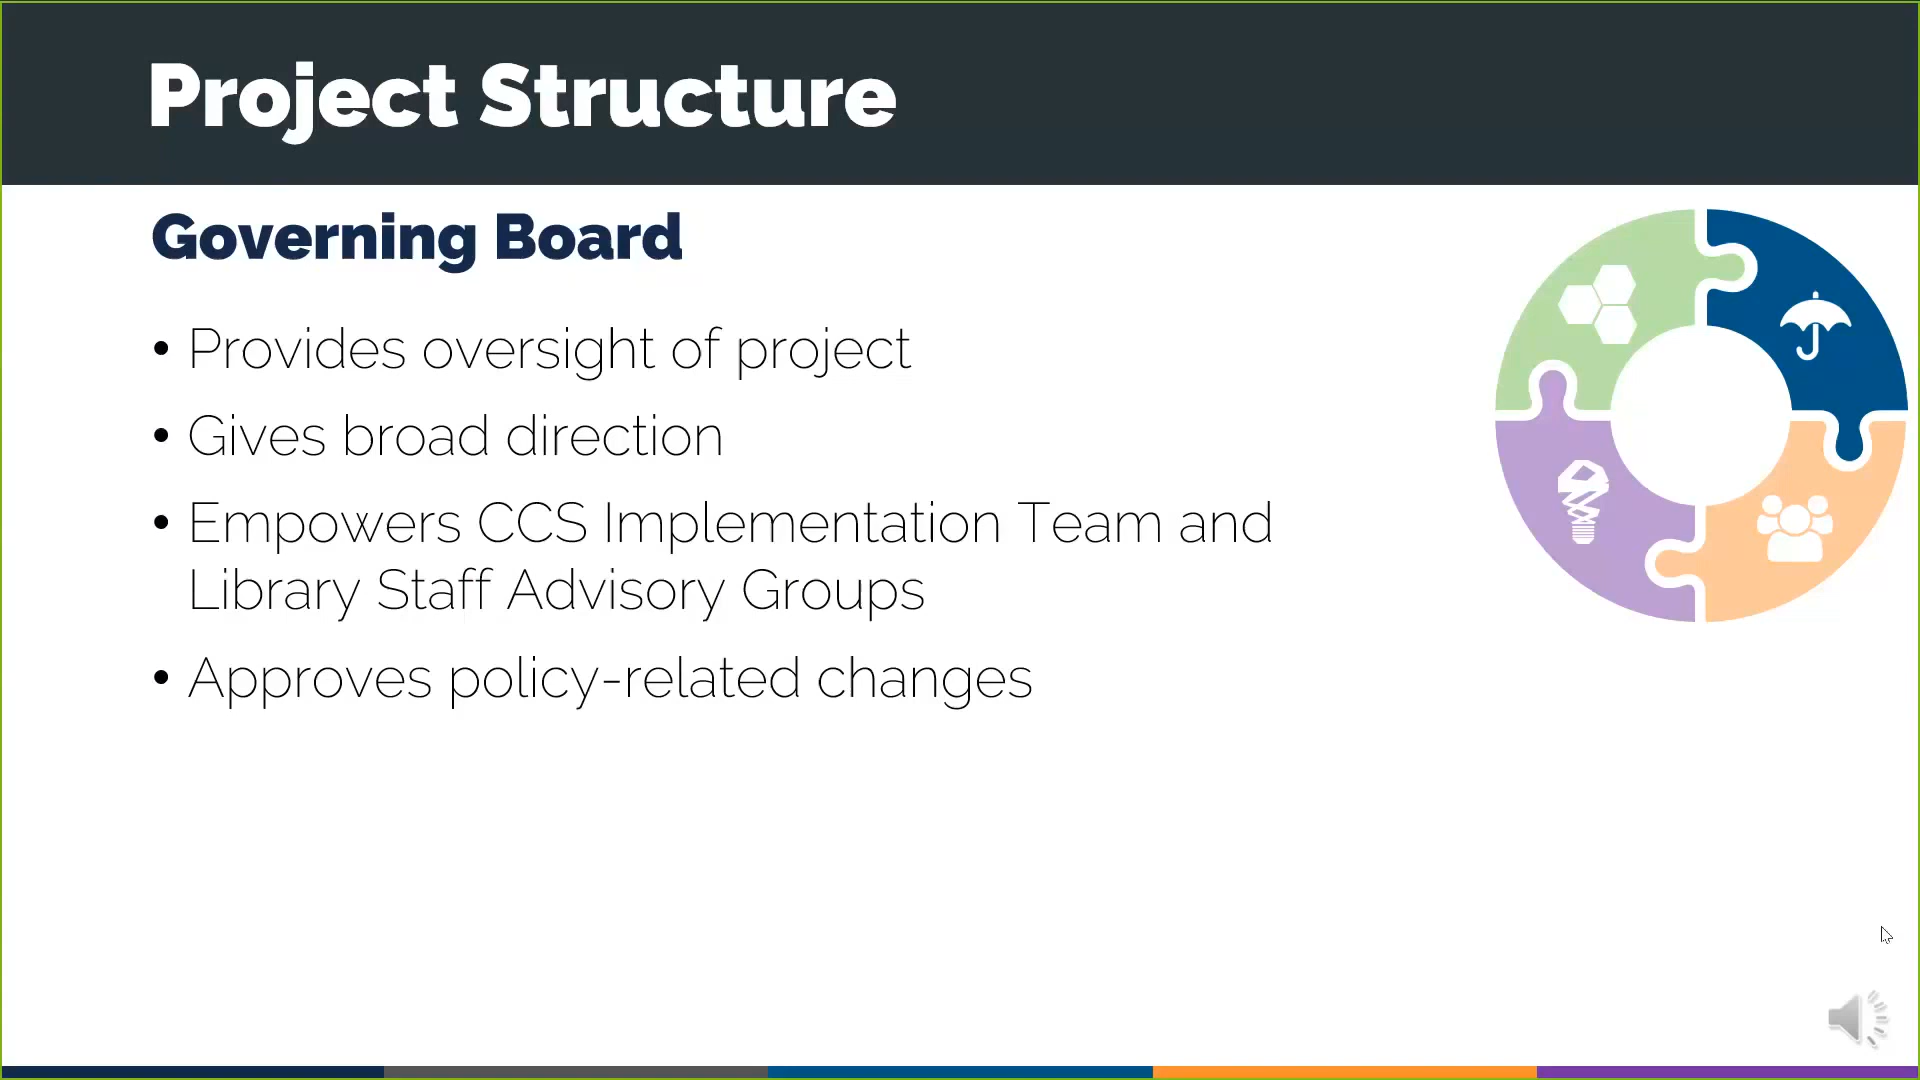 Project Structure
Governing Board
• Provides oversight of project
• Gives broad direction
• Empowers CCS Implementation Team and
Library Staff Advisory Groups
• Approves policy-related changes